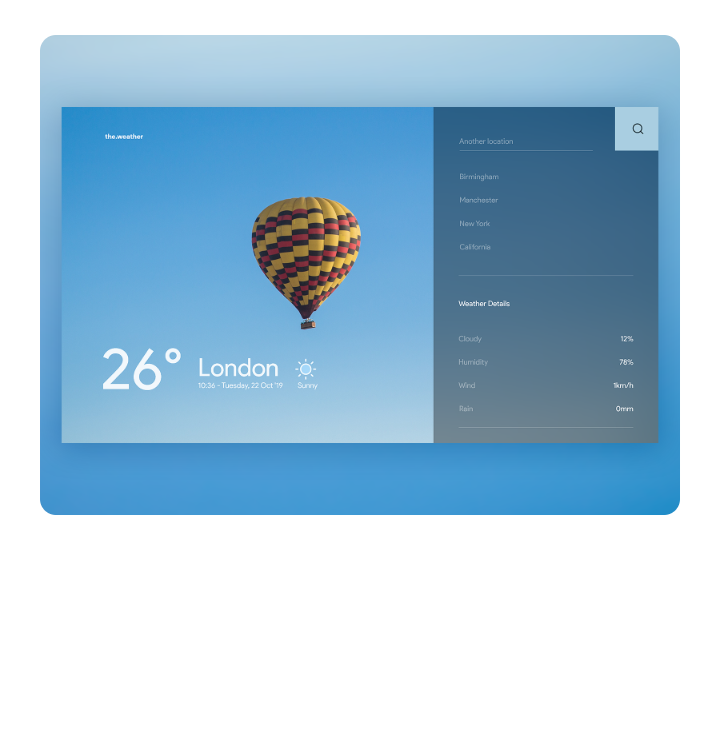 the.weather
26°
London
10:36 - Tuesday, 22 Oct '19
Sunny
Another location
Birmingham
Manchester
New York
California
Weather Details
Cloudy 12%
Humidity 78%
Wind 1km/h
Rain 0mm